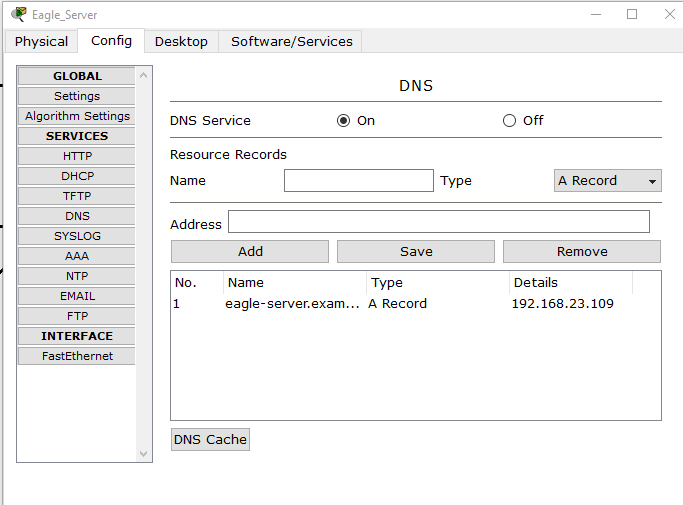 Eagle_Server
Physical Config Desktop Software/Services
GLOBAL
Settings
Algorithm Settings
SERVICES
HTTP
DHCP
TFTP
DNS
SYSLOG
AAA
NTP
EMAIL
FTP
INTERFACE
FastEthernet
DNS
DNS Service On Off
Resource Records
Name Type A Record
Address
Add Save Remove
No. Name Type Details
1 eagle-server.exam... A Record 192.168.23.109
DNS Cache